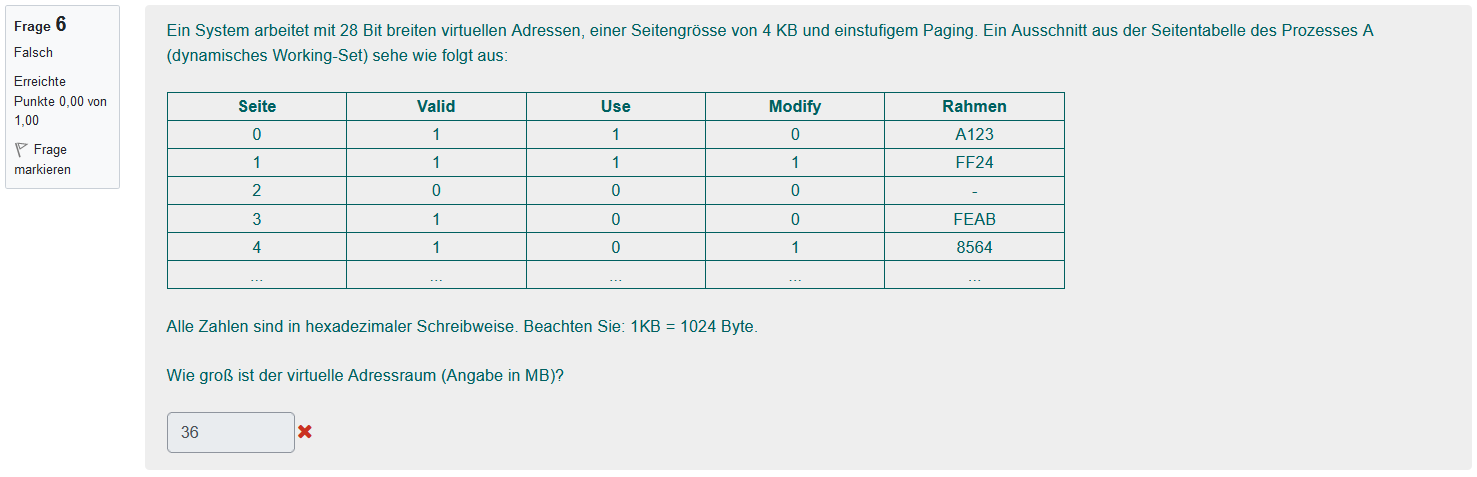 Frage 6
Falsch
Erreichte
Punkte 0,00 von
1,00
Frage
markieren
Ein System arbeitet mit 28 Bit breiten virtuellen Adressen, einer Seitengrösse von 4 KB und einstufigem Paging. Ein Ausschnitt aus der Seitentabelle des Prozesses A
(dynamisches Working-Set) sehe wie folgt aus:
Seite Valid Use Modify Rahmen
0 1 1 0 A123
1 1 1 1 FF24
2 0 0 0 -
3 1 0 0 FEAB
4 1 0 1 8564
... ... ... ... ...
Alle Zahlen sind in hexadezimaler Schreibweise. Beachten Sie: 1KB = 1024 Byte.
Wie groß ist der virtuelle Adressraum (Angabe in MB)?
36